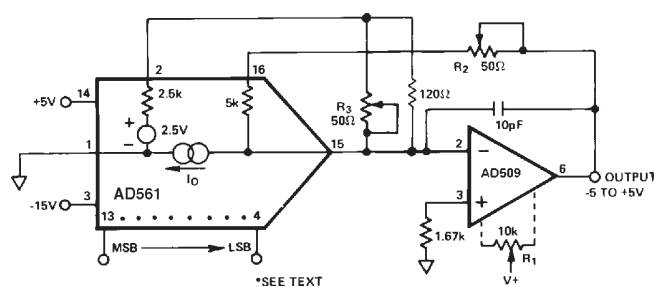 2
16
R2
50Ω
14
+5V
2.5k
5k
R3
50Ω
120Ω
10pF
+
2.5V
−
1
IO
15
2
−
AD509
6
OUTPUT
-5 TO +5V
3
-15V
AD561
3
+
13
4
1.67k
10k
R1
MSB
LSB
V+
*SEE TEXT